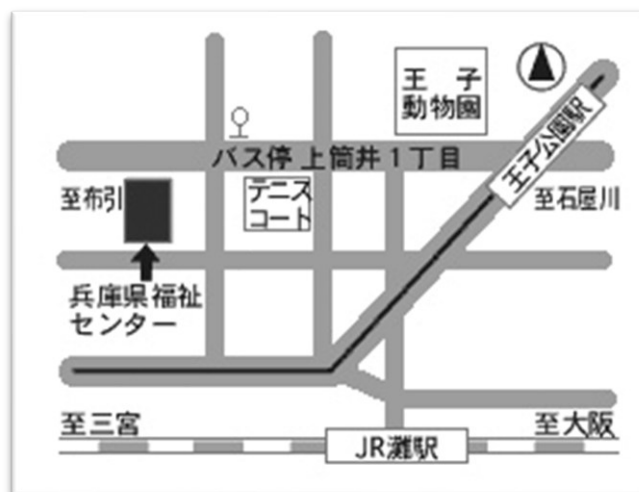 王 子
動物園
バス停 上筒井1丁目
王子公園駅
至布引
テニス
コート
至石屋川
兵庫県福祉
センター
至三宮
至大阪
JR灘駅